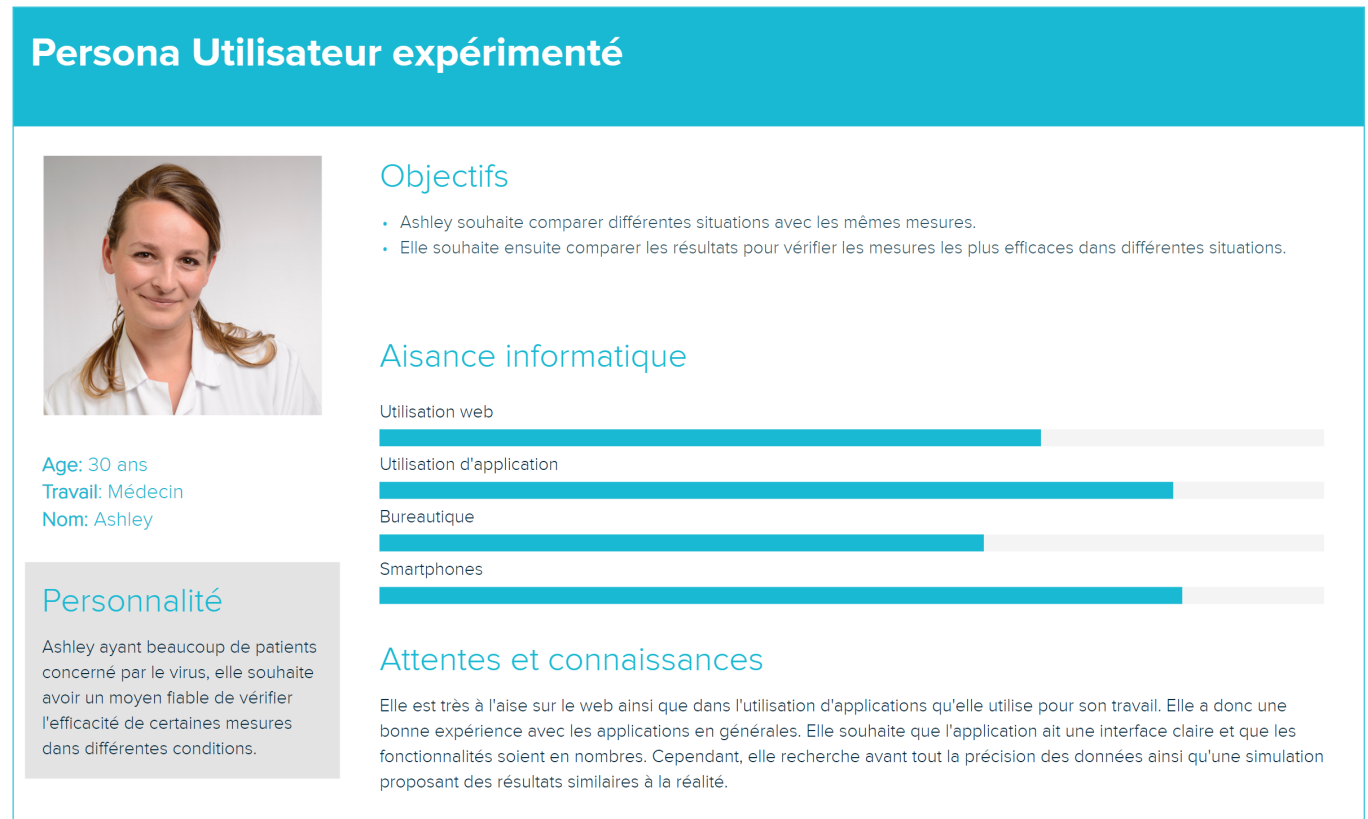 Persona Utilisateur expérimenté
Age: 30 ans
Travail: Médecin
Nom: Ashley
Personnalité
Ashley ayant beaucoup de patients
concerné par le virus, elle souhaite
avoir un moyen fiable de vérifier
l'efficacité de certaines mesures
dans différentes conditions.
Objectifs
• Ashley souhaite comparer différentes situations avec les mêmes mesures.
• Elle souhaite ensuite comparer les résultats pour vérifier les mesures les plus efficaces dans différentes situations.
Aisance informatique
Utilisation web
Utilisation d'application
Bureautique
Smartphones
Attentes et connaissances
Elle est très à l'aise sur le web ainsi que dans l'utilisation d'applications qu'elle utilise pour son travail. Elle a donc une
bonne expérience avec les applications en générales. Elle souhaite que l'application ait une interface claire et que les
fonctionnalités soient en nombres. Cependant, elle recherche avant tout la précision des données ainsi qu'une simulation
proposant des résultats similaires à la réalité.